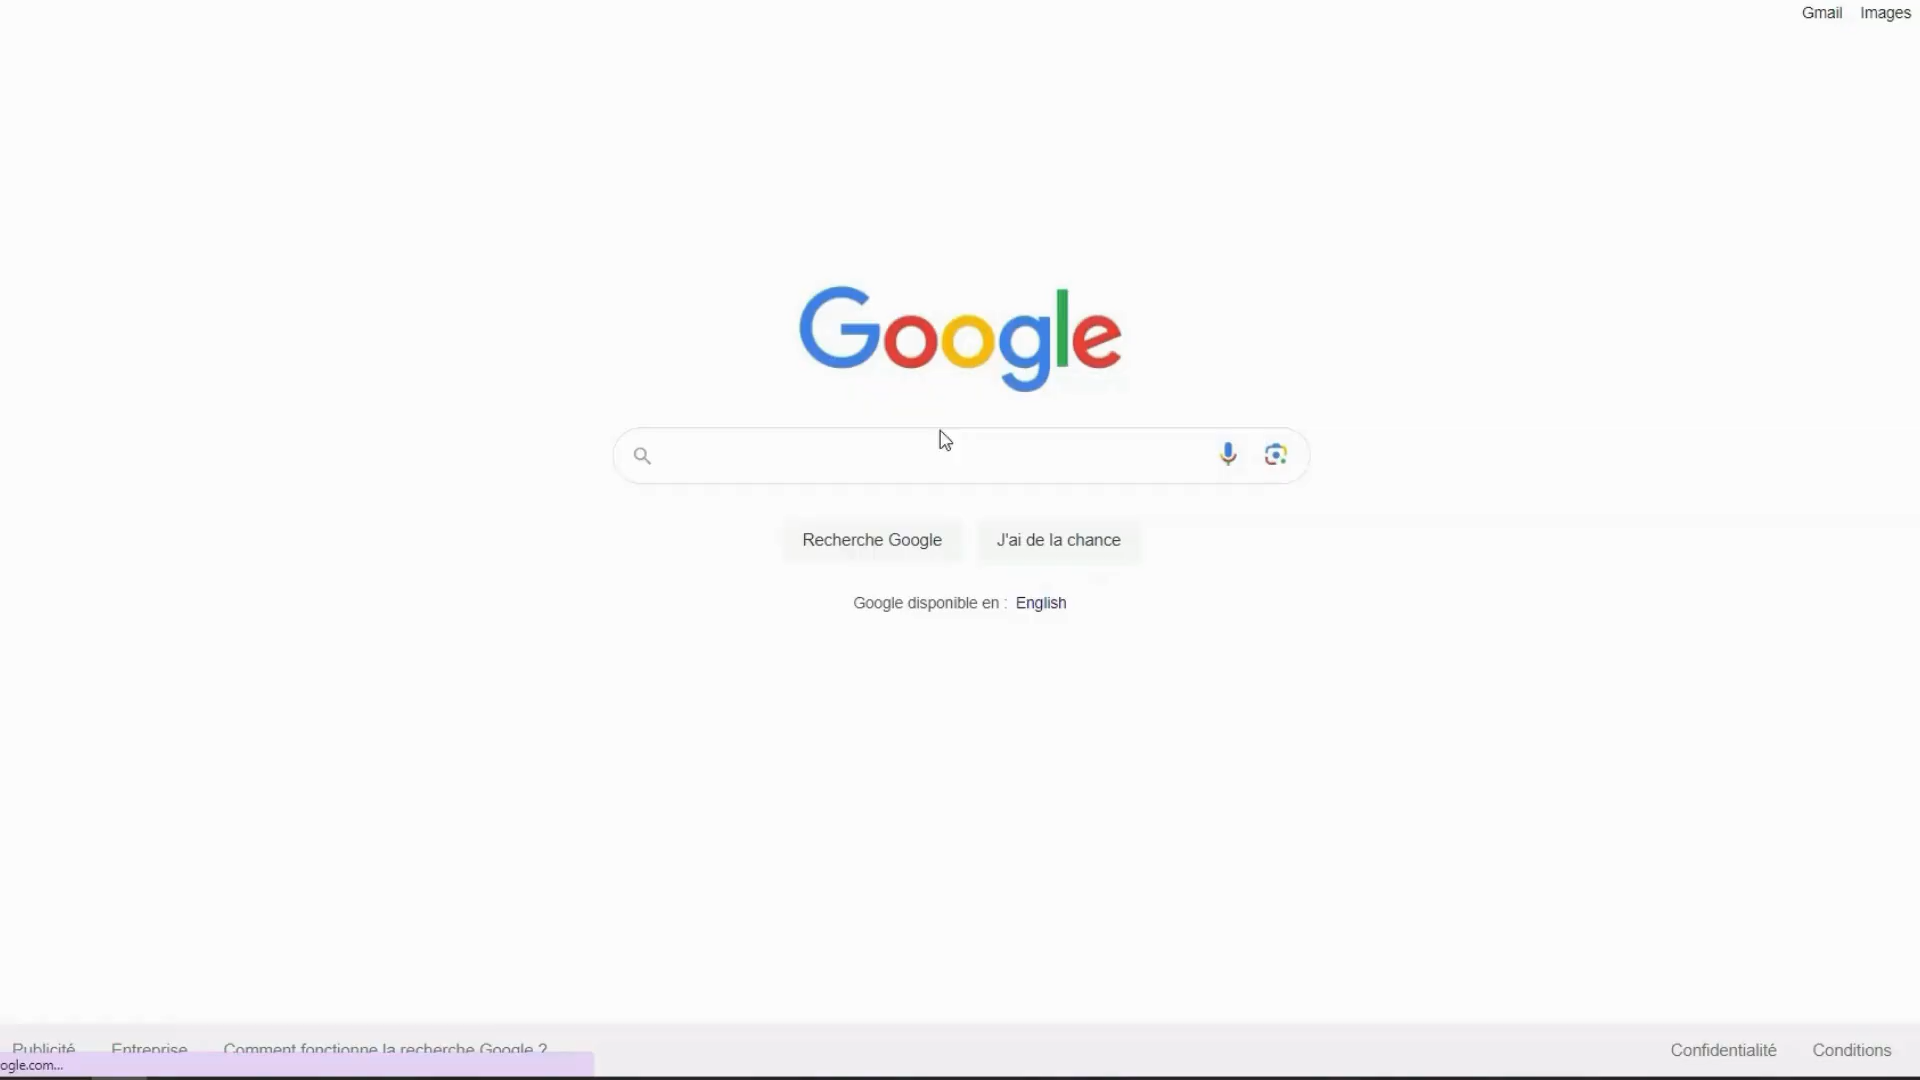 Gmail Images
Google
Recherche Google J'ai de la chance
Google disponible en : English
Publicité Entreprise Comment fonctionne la recherche Google ? Confidentialité Conditions
ogle.com...